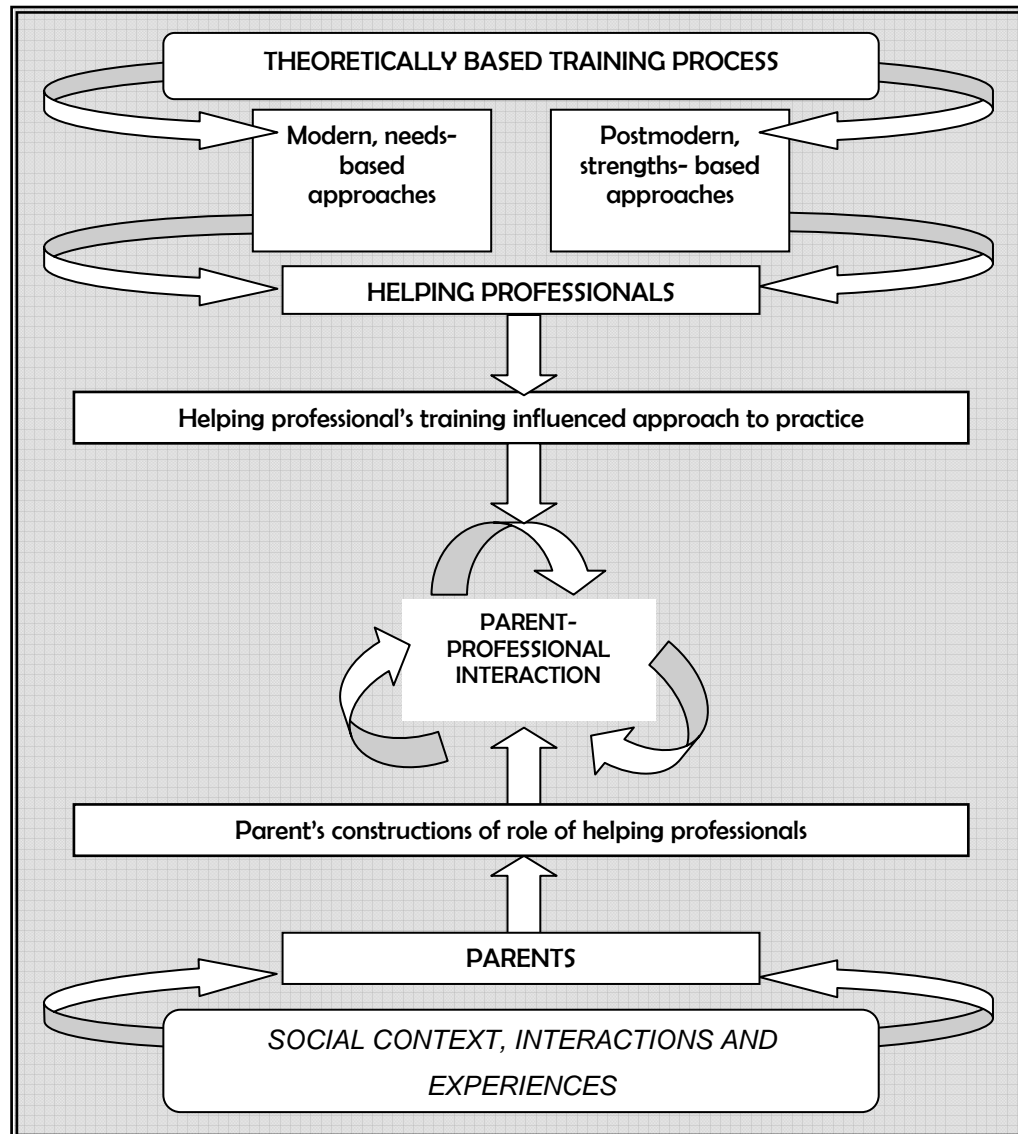 THEORETICALLY BASED TRAINING PROCESS
Modern, needs-
based
approaches
Postmodern,
strengths- based
approaches
HELPING PROFESSIONALS
Helping professional's training influenced approach to practice
PARENT-
PROFESSIONAL
INTERACTION
Parent's constructions of role of helping professionals
PARENTS
SOCIAL CONTEXT, INTERACTIONS AND
EXPERIENCES